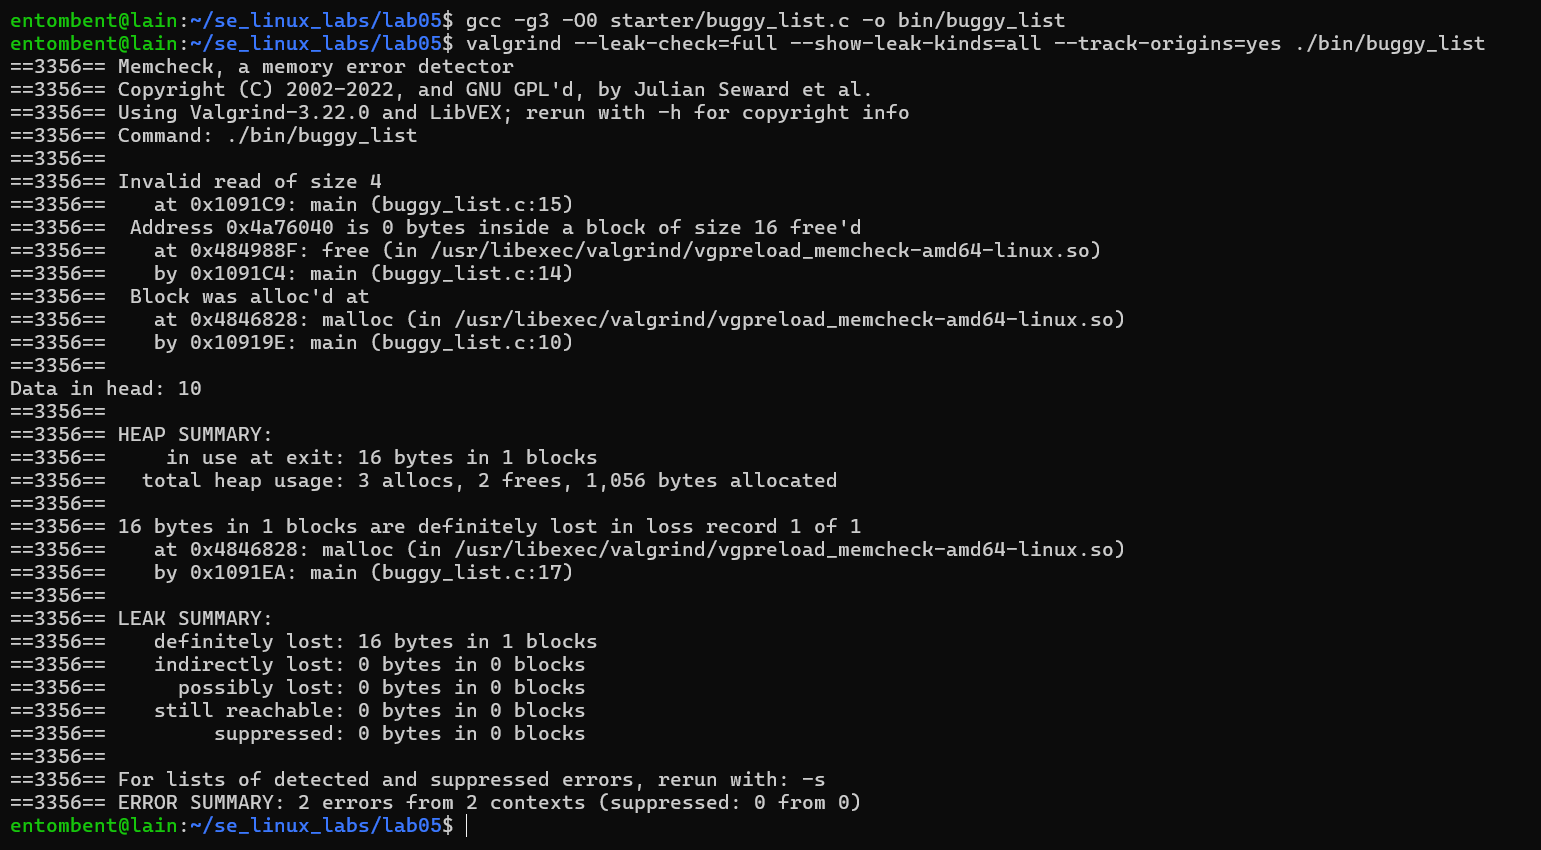 entombent@lain:~/se_linux_labs/lab05$ gcc -g3 -O0 starter/buggy_list.c -o bin/buggy_list
entombent@lain:~/se_linux_labs/lab05$ valgrind --leak-check=full --show-leak-kinds=all --track-origins=yes ./bin/buggy_list
==3356== Memcheck, a memory error detector
==3356== Copyright (C) 2002-2022, and GNU GPL'd, by Julian Seward et al.
==3356== Using Valgrind-3.22.0 and LibVEX; rerun with -h for copyright info
==3356== Command: ./bin/buggy_list
==3356==
==3356== Invalid read of size 4
==3356==    at 0x1091C9: main (buggy_list.c:15)
==3356==  Address 0x4a76040 is 0 bytes inside a block of size 16 free'd
==3356==    at 0x484988F: free (in /usr/libexec/valgrind/vgpreload_memcheck-amd64-linux.so)
==3356==    by 0x1091C4: main (buggy_list.c:14)
==3356==  Block was alloc'd at
==3356==    at 0x4846828: malloc (in /usr/libexec/valgrind/vgpreload_memcheck-amd64-linux.so)
==3356==    by 0x10919E: main (buggy_list.c:10)
==3356==
Data in head: 10
==3356==
==3356== HEAP SUMMARY:
==3356==     in use at exit: 16 bytes in 1 blocks
==3356==   total heap usage: 3 allocs, 2 frees, 1,056 bytes allocated
==3356==
==3356== 16 bytes in 1 blocks are definitely lost in loss record 1 of 1
==3356==    at 0x4846828: malloc (in /usr/libexec/valgrind/vgpreload_memcheck-amd64-linux.so)
==3356==    by 0x1091EA: main (buggy_list.c:17)
==3356==
==3356== LEAK SUMMARY:
==3356==    definitely lost: 16 bytes in 1 blocks
==3356==    indirectly lost: 0 bytes in 0 blocks
==3356==      possibly lost: 0 bytes in 0 blocks
==3356==    still reachable: 0 bytes in 0 blocks
==3356==         suppressed: 0 bytes in 0 blocks
==3356==
==3356== For lists of detected and suppressed errors, rerun with: -s
==3356== ERROR SUMMARY: 2 errors from 2 contexts (suppressed: 0 from 0)
entombent@lain:~/se_linux_labs/lab05$